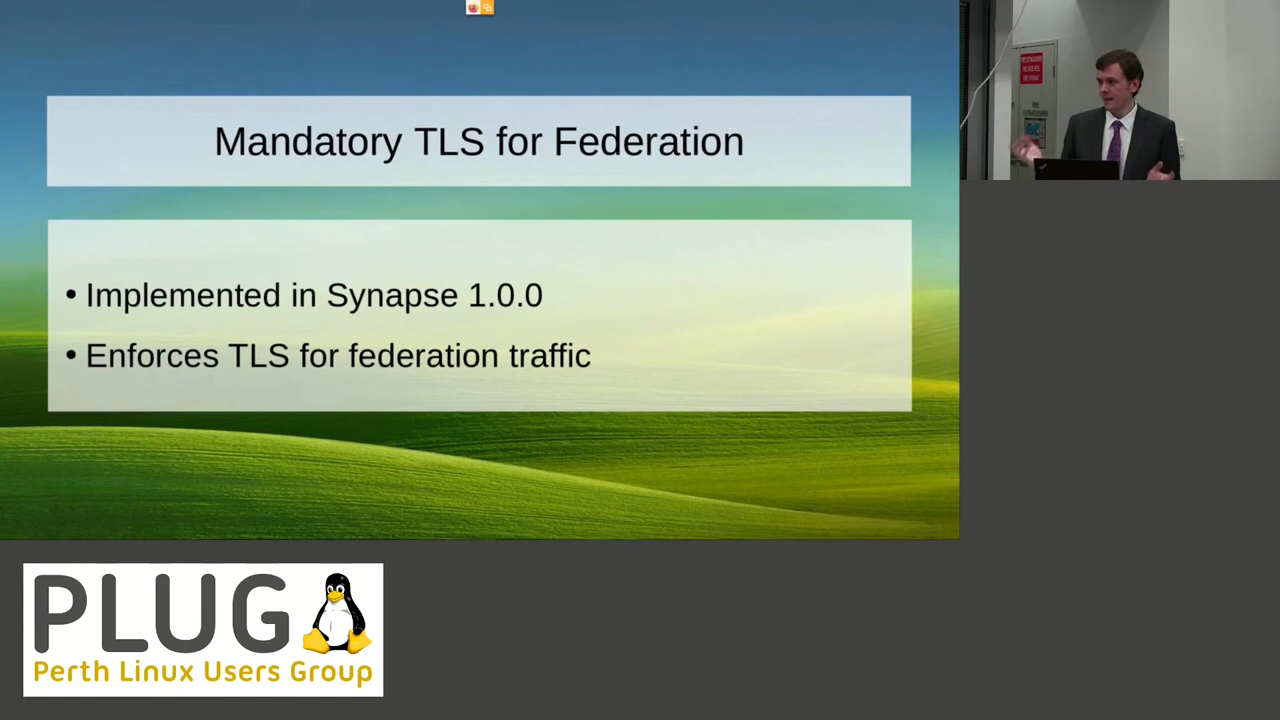 Mandatory TLS for Federation
• Implemented in Synapse 1.0.0
• Enforces TLS for federation traffic
PLUG
Perth Linux Users Group